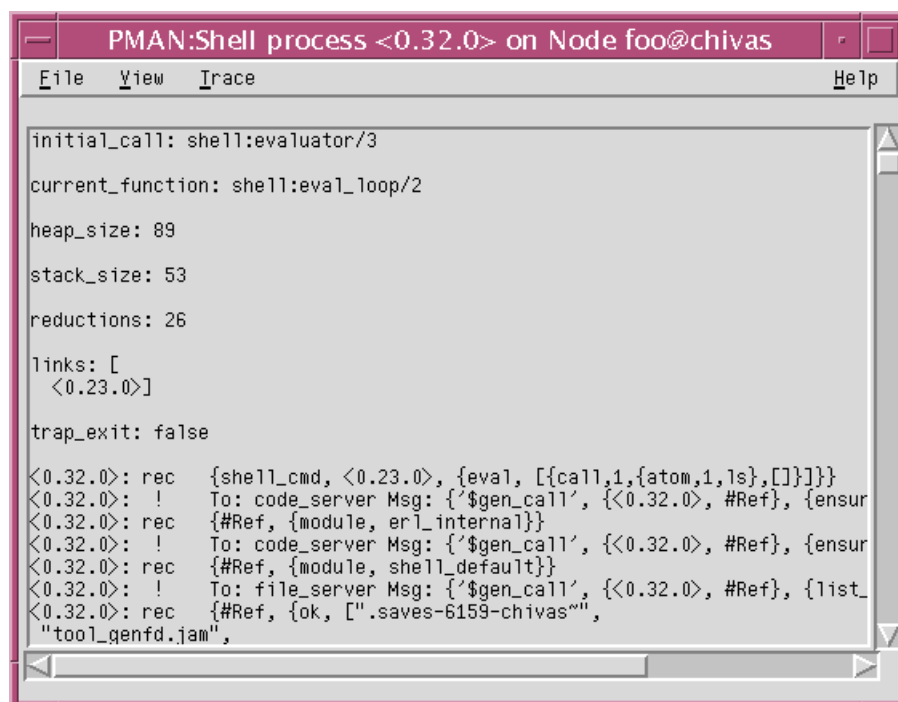 PMAN:Shell process <0.32.0> on Node foo@chivas
File View Trace Help
initial_call: shell:evaluator/3
current_function: shell:eval_loop/2
heap_size: 89
stack_size: 53
reductions: 26
links: [
<0.23.0>]
trap_exit: false
<0.32.0>: rec {shell_cmd, <0.23.0>, {eval, [{call,1,{atom,1,ls},[]}]}}
<0.32.0>: ! To: code_server Msg: {'$gen_call', {<0.32.0>, #Ref}, {ensur
<0.32.0>: rec {#Ref, {module, erl_internal}}
<0.32.0>: ! To: code_server Msg: {'$gen_call', {<0.32.0>, #Ref}, {ensur
<0.32.0>: rec {#Ref, {module, shell_default}}
<0.32.0>: ! To: file_server Msg: {'$gen_call', {<0.32.0>, #Ref}, {list_
<0.32.0>: rec {#Ref, {ok, [".saves-6159-chivas~",
"tool_genfd.jam",